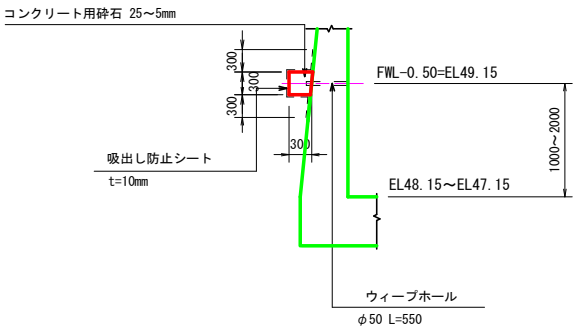 コンクリート用砕石 25～5mm
300
300
300
300
FWL-0.50=EL49.15
吸出し防止シート
t=10mm
1000～2000
EL48.15～EL47.15
ウィープホール
φ50 L=550